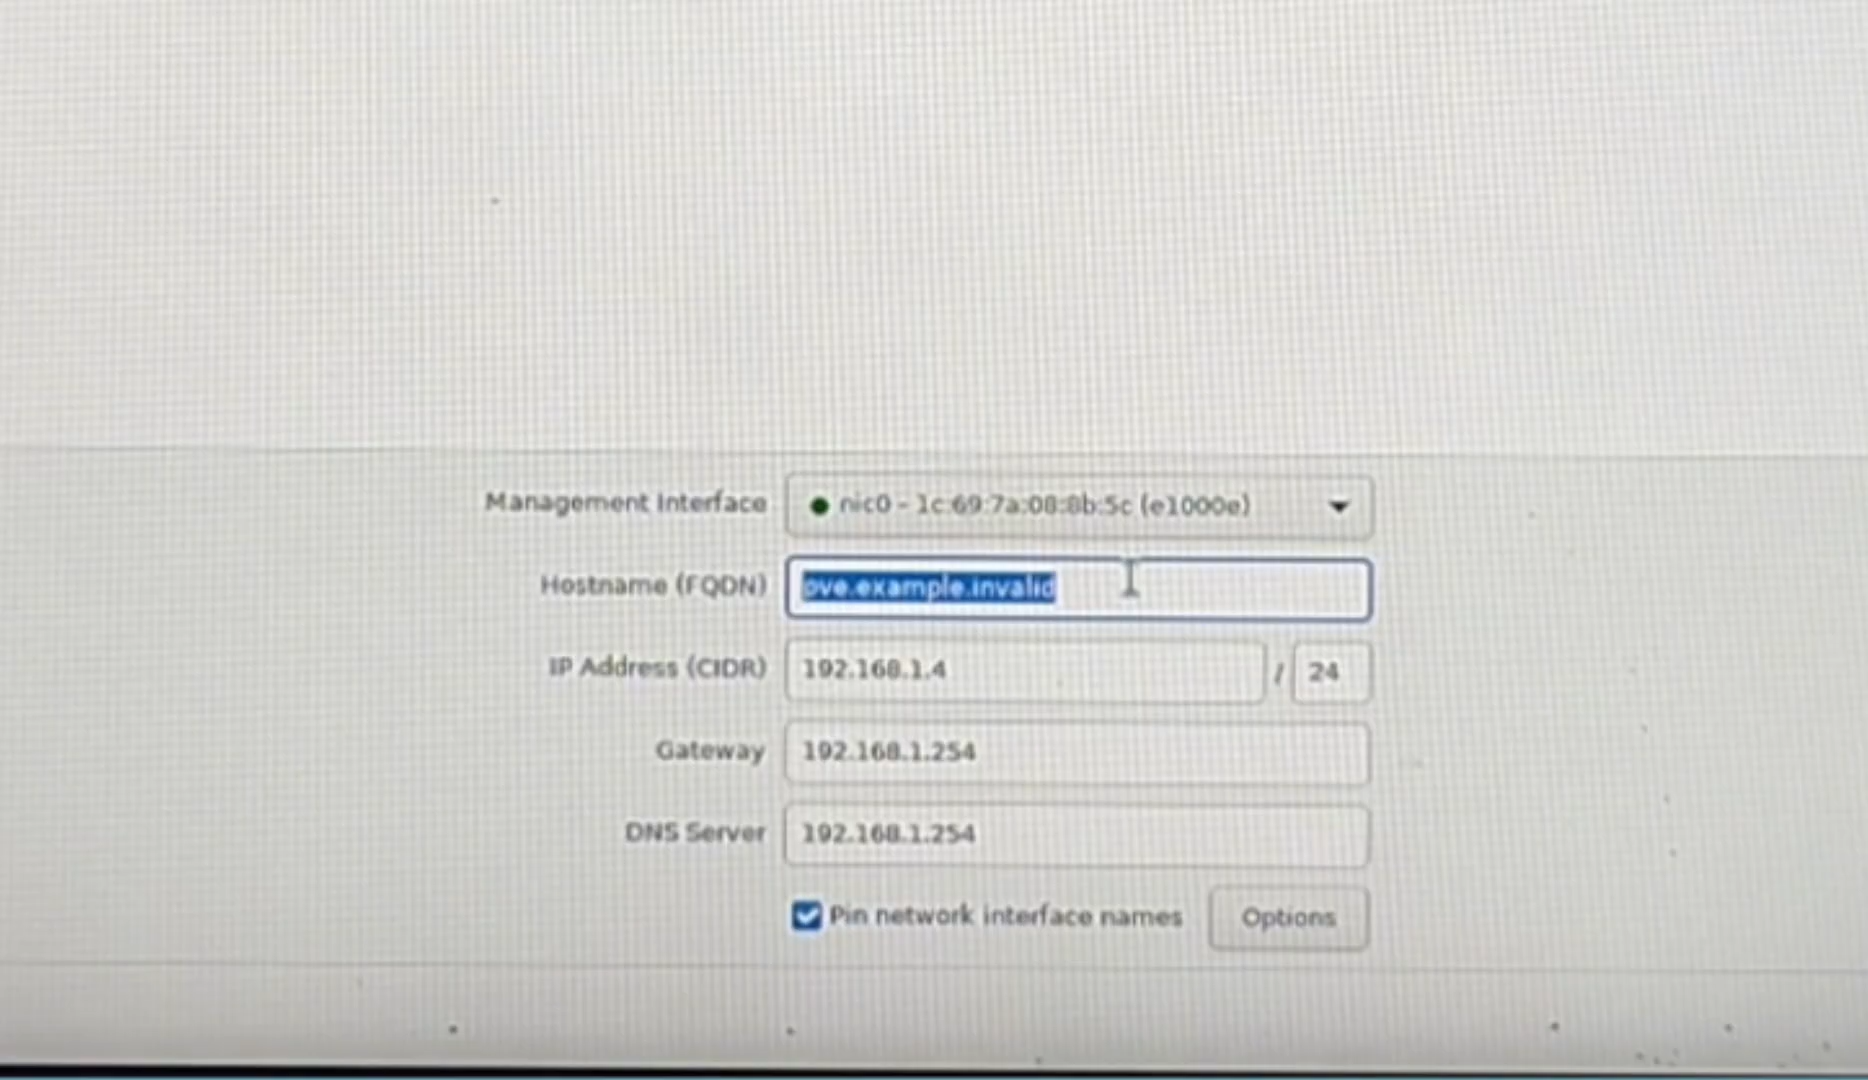 Management Interface nic0 - 1c:69:7a:08:8b:5c (e1000e)
Hostname (FQDN) pve.example.invalid
IP Address (CIDR) 192.168.1.4 / 24
Gateway 192.168.1.254
DNS Server 192.168.1.254
Pin network interface names Options